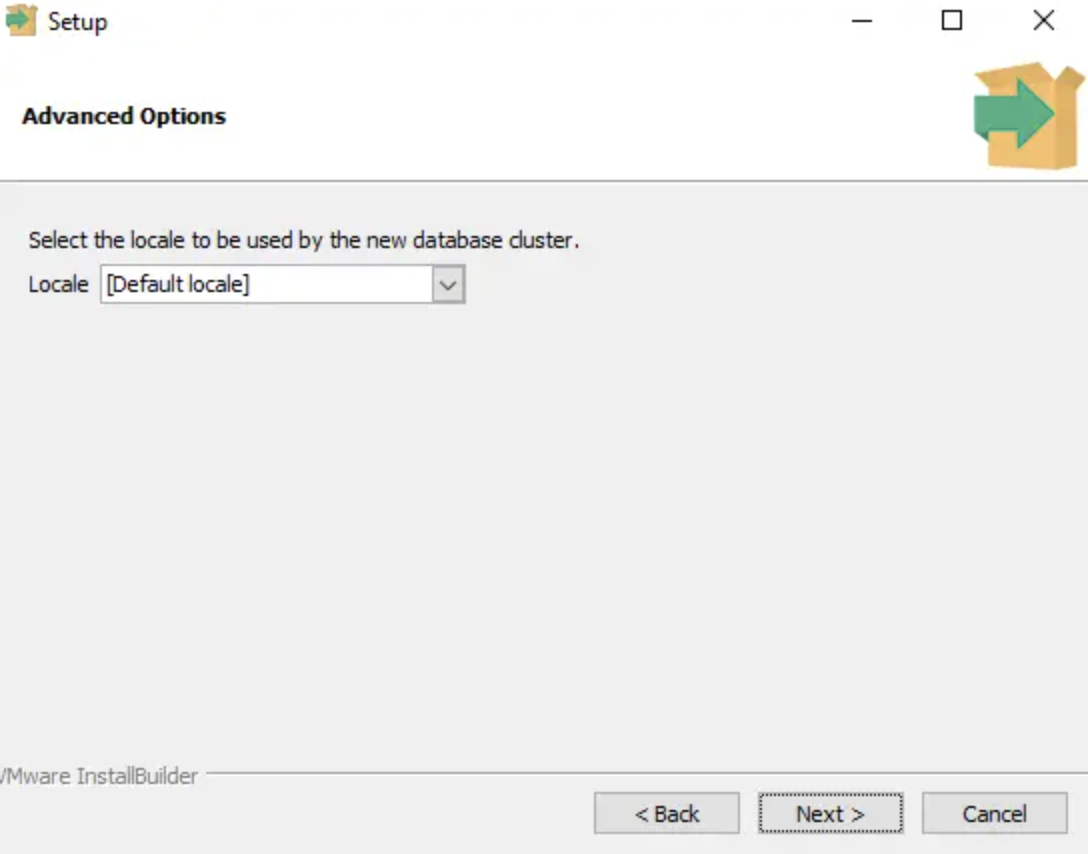 Setup
Advanced Options
Select the locale to be used by the new database cluster.
Locale [Default locale]
VMware InstallBuilder
< Back Next > Cancel